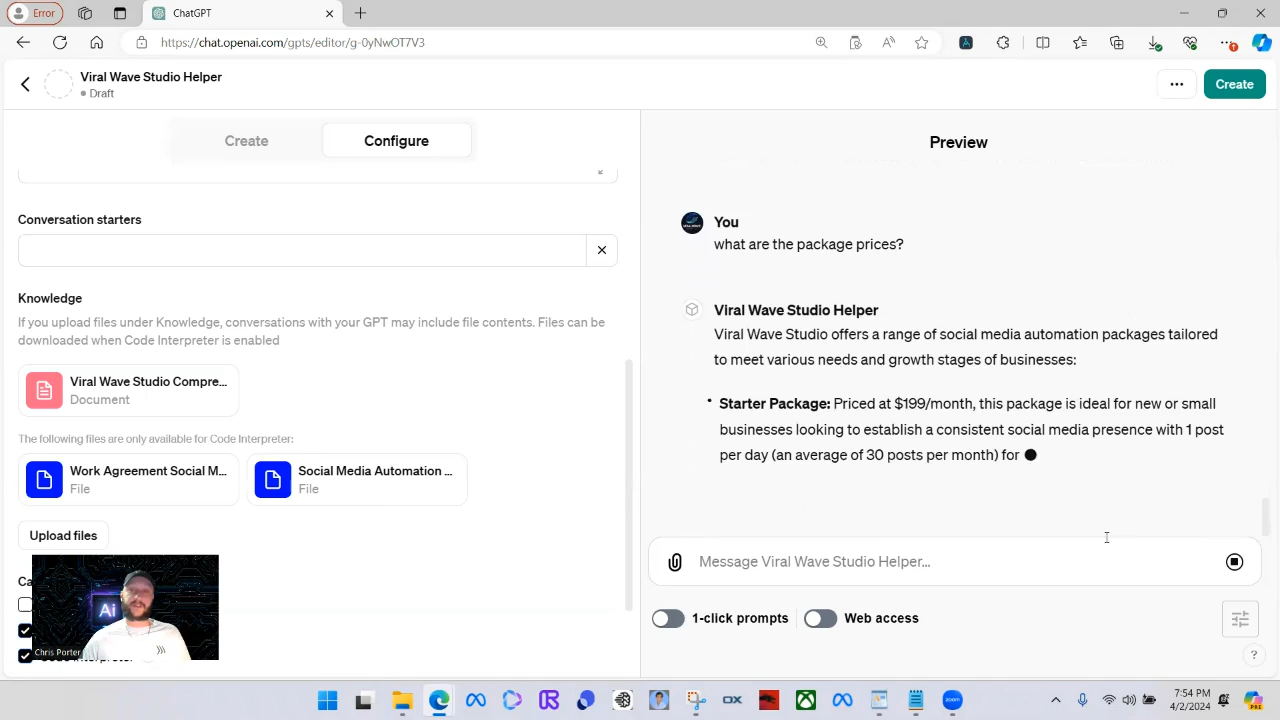 Error
ChatGPT
https://chat.openai.com/gpts/editor/g-0yNwOT7V3
Viral Wave Studio Helper
Draft
Create
Create
Configure
Preview
Conversation starters
Knowledge
If you upload files under Knowledge, conversations with your GPT may include file contents. Files can be
downloaded when Code Interpreter is enabled
Viral Wave Studio Compre...
Document
The following files are only available for Code Interpreter:
Work Agreement Social M...
File
Social Media Automation ...
File
Upload files
Ai
Chris Porter
You
what are the package prices?
Viral Wave Studio Helper
Viral Wave Studio offers a range of social media automation packages tailored
to meet various needs and growth stages of businesses:
• Starter Package: Priced at $199/month, this package is ideal for new or small
businesses looking to establish a consistent social media presence with 1 post
per day (an average of 30 posts per month) for
Message Viral Wave Studio Helper...
1-click prompts
Web access
?
zoom
7:54 PM
4/2/2024